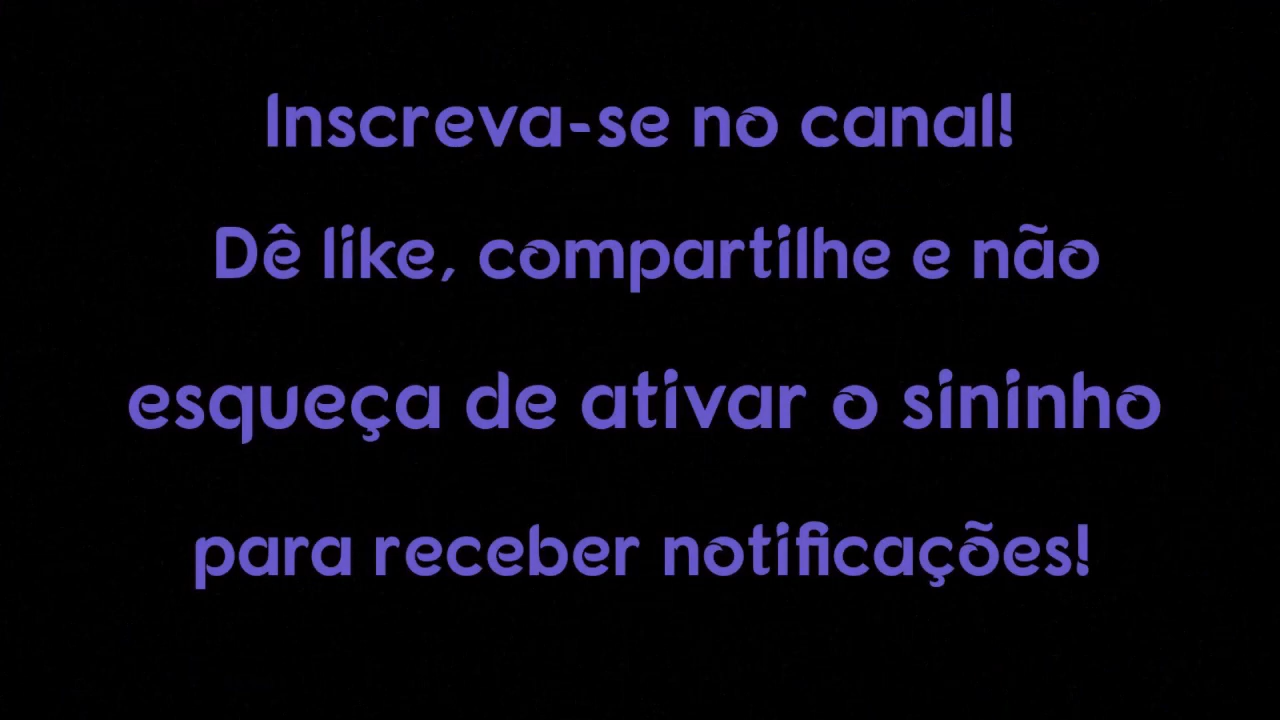 Inscreva-se no canal!
Dê like, compartilhe e não
esqueça de ativar o sininho
para receber notificações!